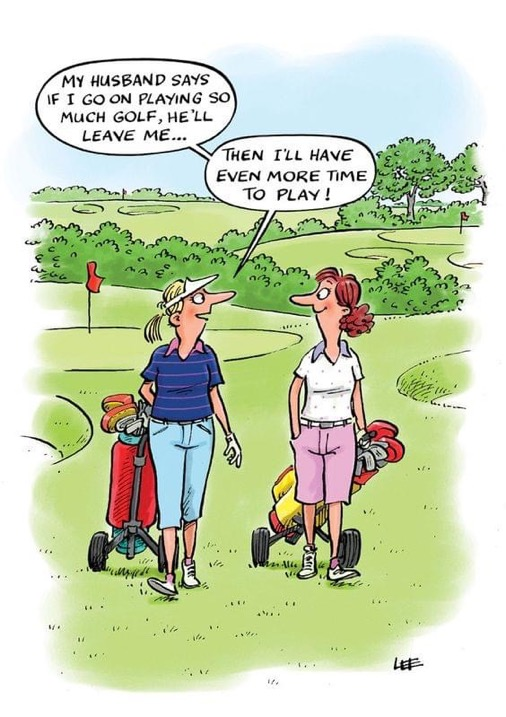 MY HUSBAND SAYS
IF I GO ON PLAYING SO
MUCH GOLF, HE'LL
LEAVE ME...
THEN I'LL HAVE
EVEN MORE TIME
TO PLAY!
LEE